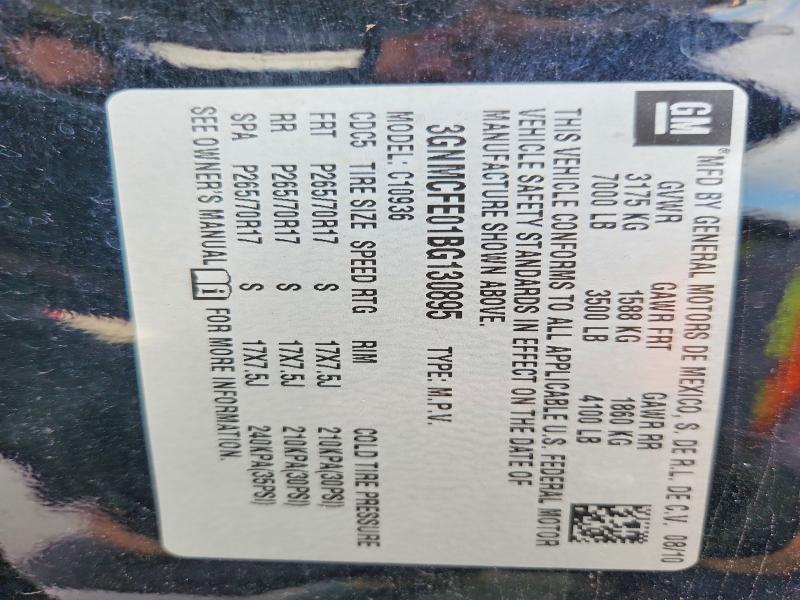 GM
®MFD BY GENERAL MOTORS DE MEXICO, S. DE R.L. DE C.V. 08/10
GVWR GAWR FRT GAWR RR
3175 KG 1588 KG 1860 KG
7000 LB 3500 LB 4100 LB
THIS VEHICLE CONFORMS TO ALL APPLICABLE U.S. FEDERAL MOTOR
VEHICLE SAFETY STANDARDS IN EFFECT ON THE DATE OF
MANUFACTURE SHOWN ABOVE.
3GNMCFE01BG130895 TYPE: M.P.V.
MODEL: C10936
CDC5 TIRE SIZE SPEED RTG RIM COLD TIRE PRESSURE
FRT P265/70R17 S 17X7.5J 210KPA(30PSI)
RR P265/70R17 S 17X7.5J 210KPA(30PSI)
SPA P265/70R17 S 17X7.5J 240KPA(35PSI)
SEE OWNER'S MANUAL i FOR MORE INFORMATION.